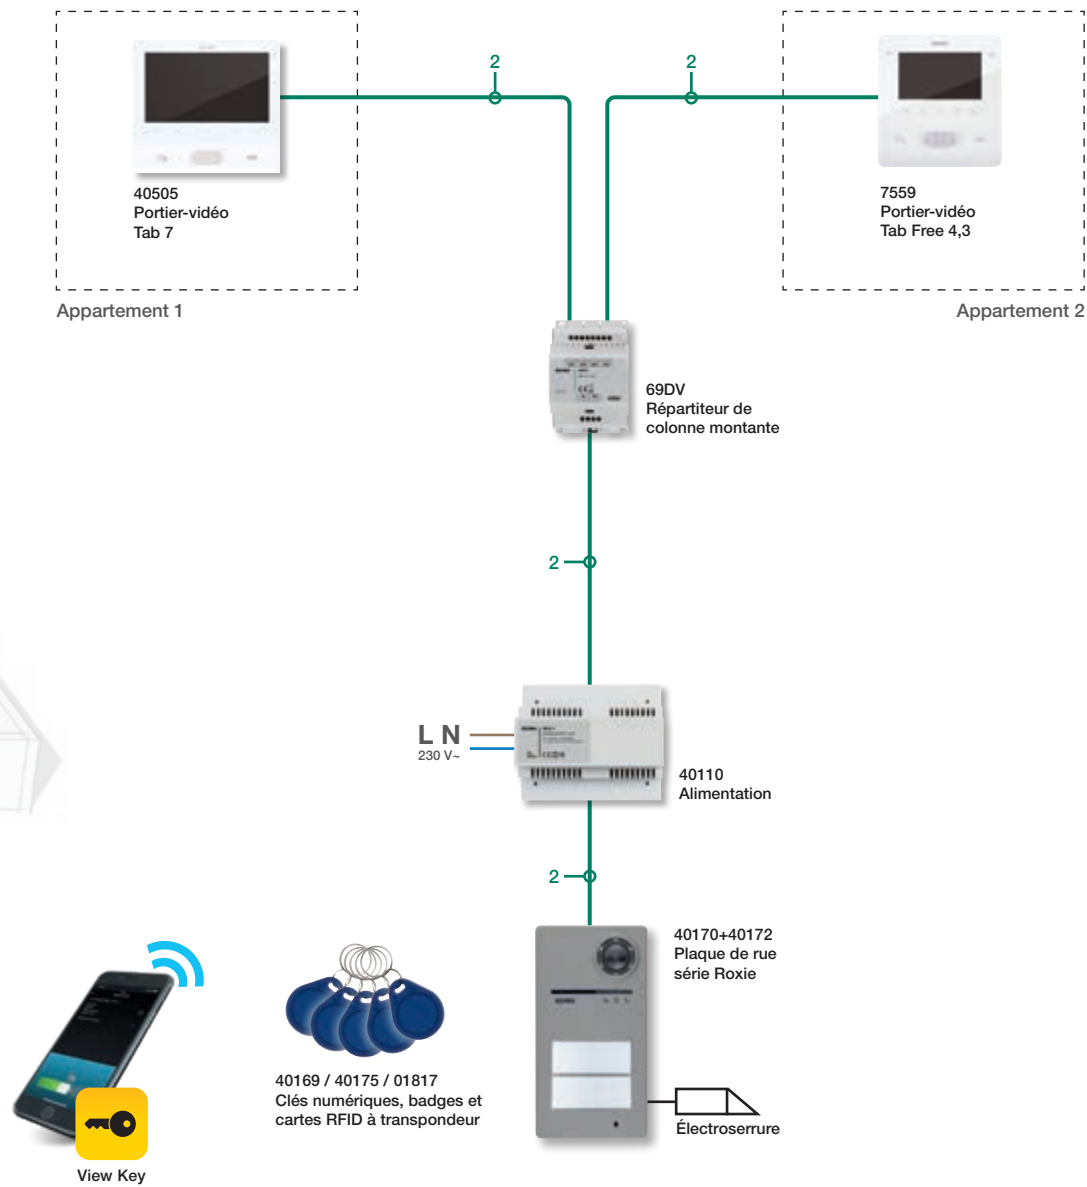 2
2
40505
Portier-vidéo
Tab 7
7559
Portier-vidéo
Tab Free 4,3
Appartement 1
Appartement 2
69DV
Répartiteur de
colonne montante
2
L N
230 V~
40110
Alimentation
2
40170+40172
Plaque de rue
série Roxie
40169 / 40175 / 01817
Clés numériques, badges et
cartes RFID à transpondeur
Électroserrure
View Key